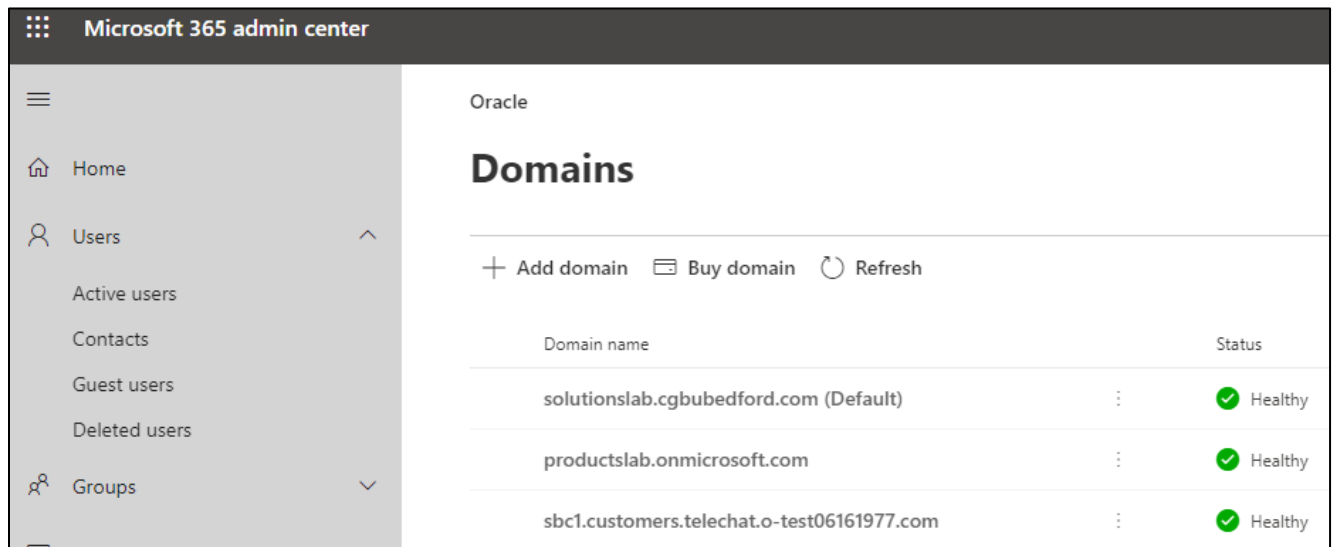 Microsoft 365 admin center
Home
Users
Active users
Contacts
Guest users
Deleted users
Groups
Oracle
Domains
Add domain Buy domain Refresh
Domain name Status
solutionslab.cgbubedford.com (Default) Healthy
productslab.onmicrosoft.com Healthy
sbc1.customers.telechat.o-test06161977.com Healthy